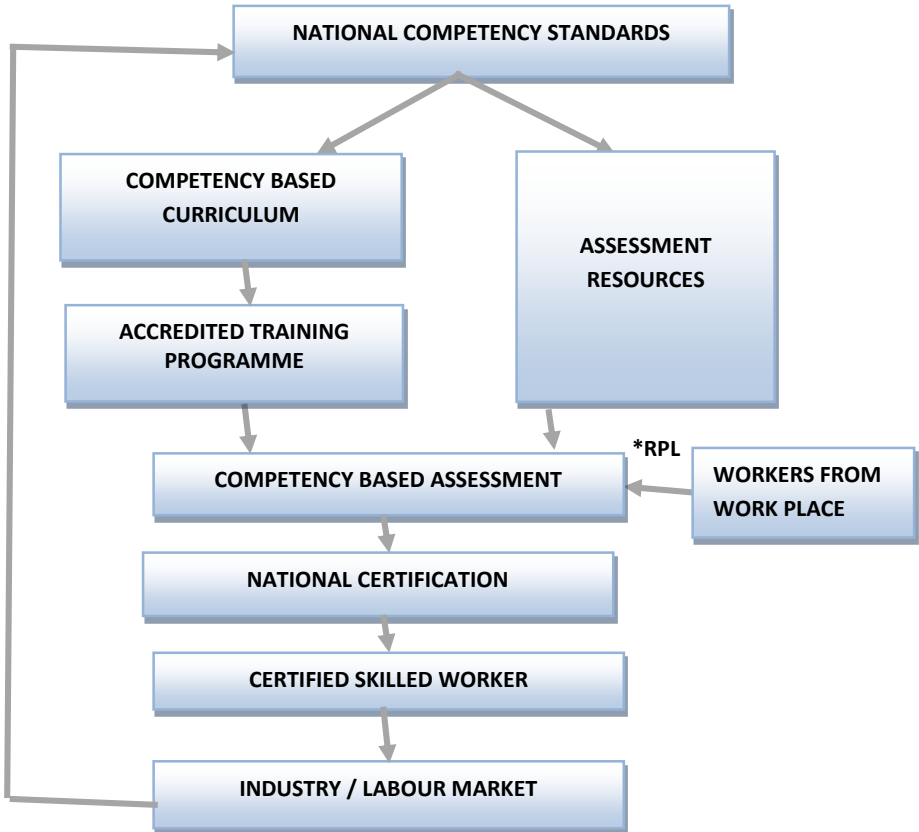 NATIONAL COMPETENCY STANDARDS
COMPETENCY BASED
CURRICULUM
ASSESSMENT
RESOURCES
ACCREDITED TRAINING
PROGRAMME
*RPL
COMPETENCY BASED ASSESSMENT
WORKERS FROM
WORK PLACE
NATIONAL CERTIFICATION
CERTIFIED SKILLED WORKER
INDUSTRY / LABOUR MARKET